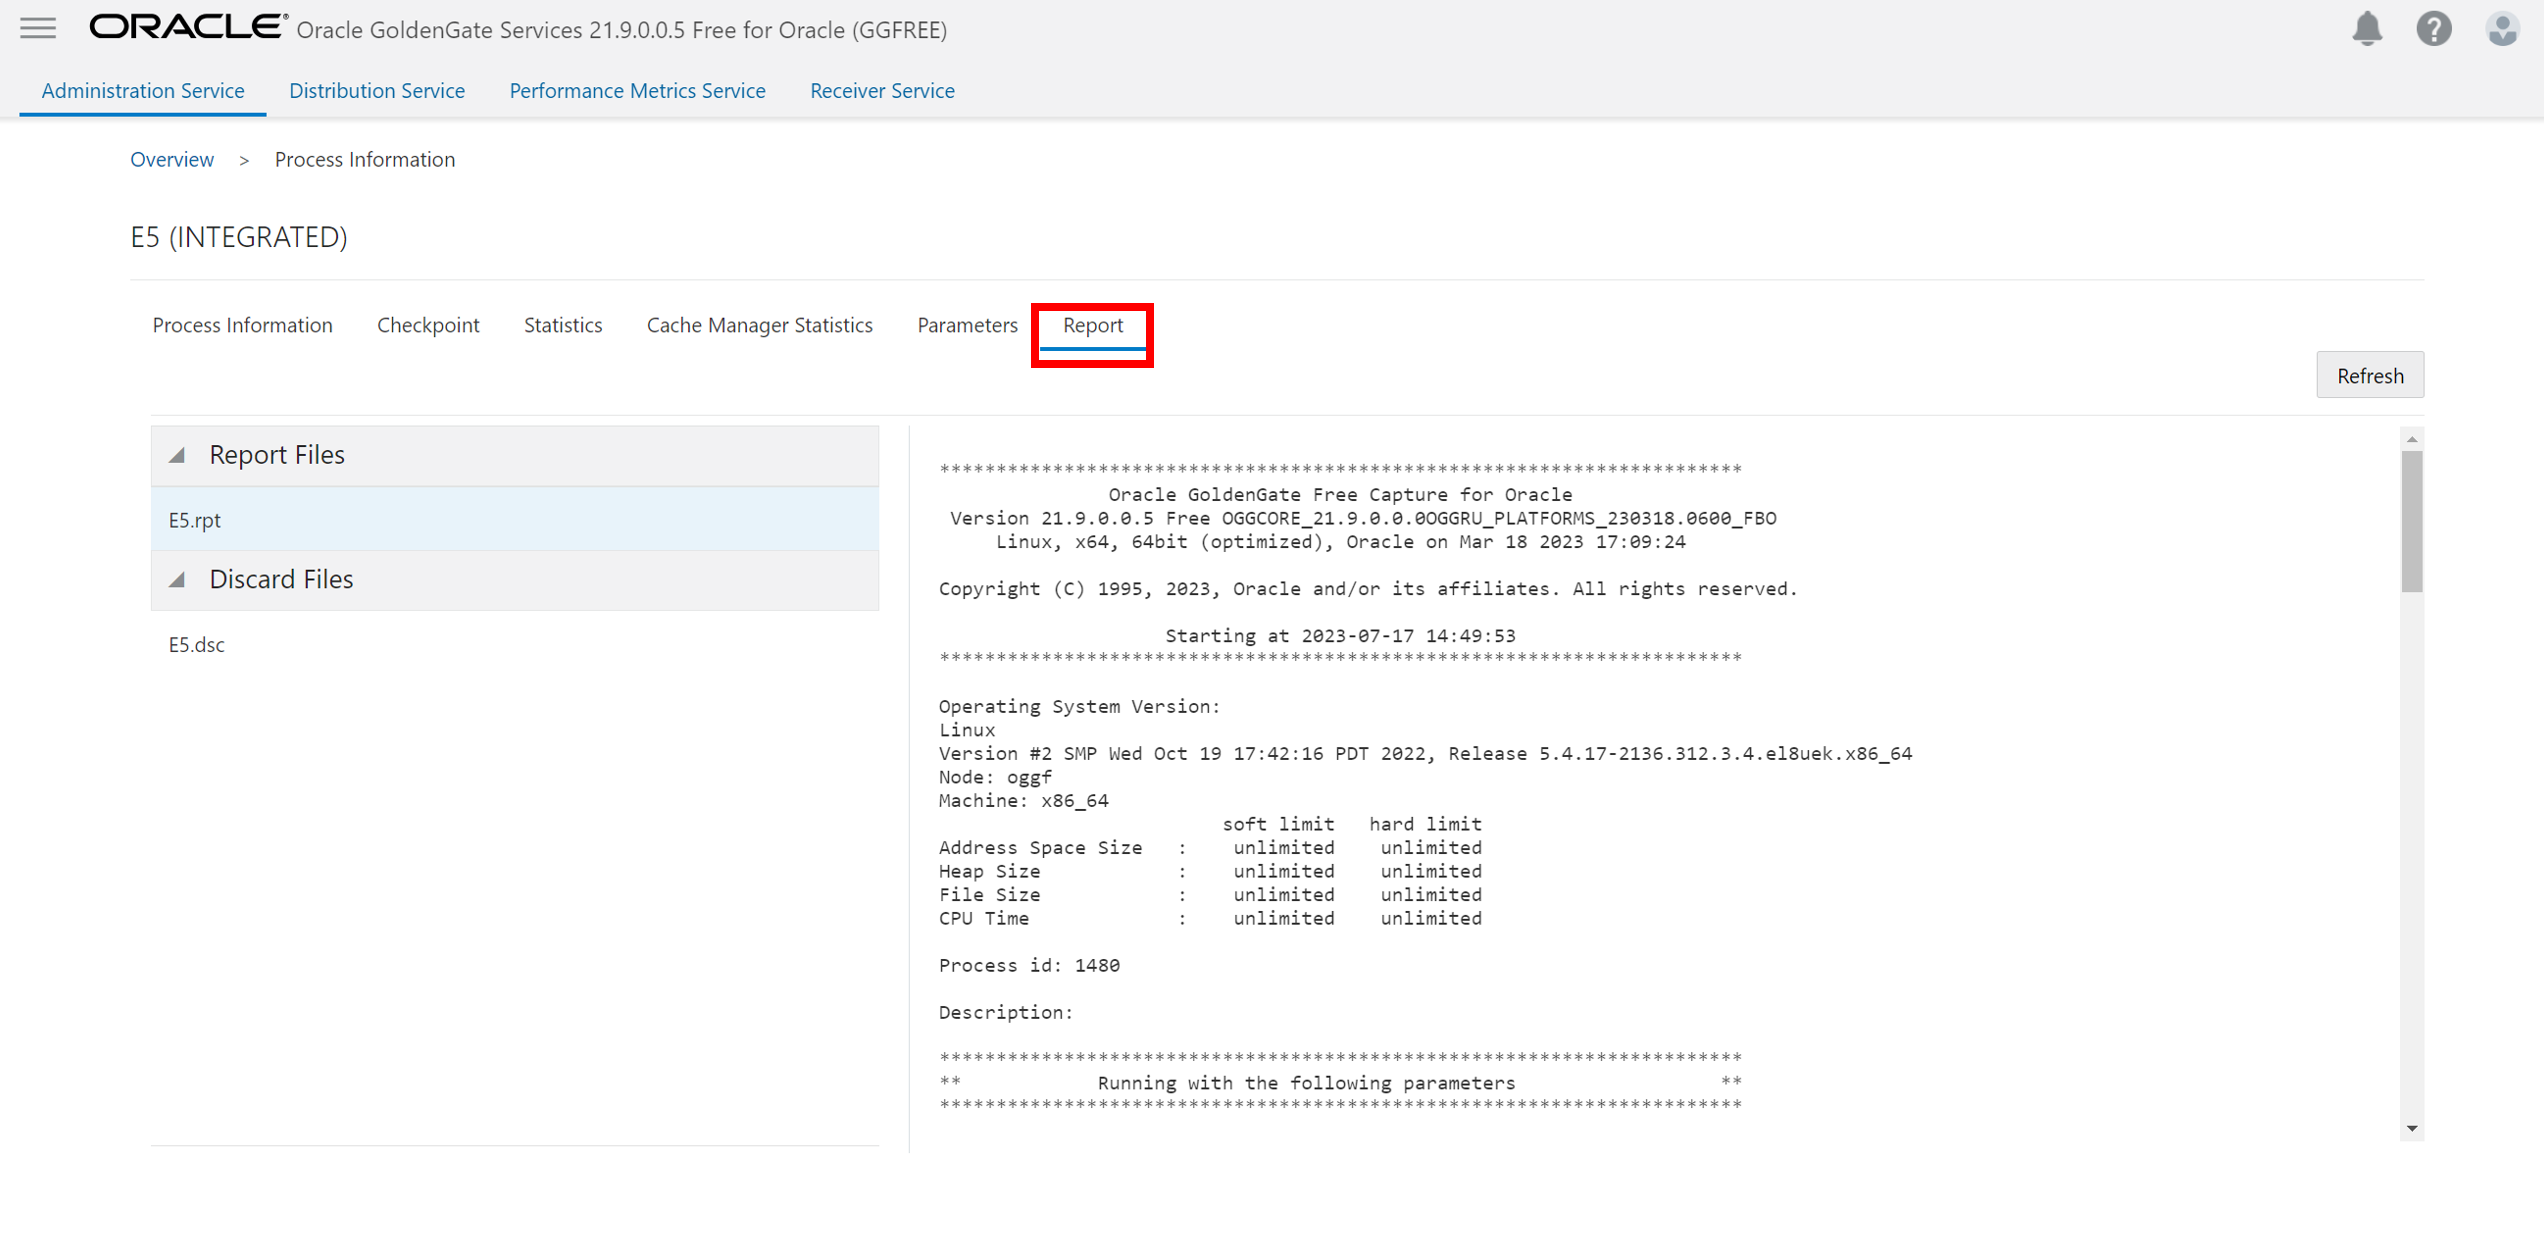 ORACLE® Oracle GoldenGate Services 21.9.0.0.5 Free for Oracle (GGFREE)
Administration Service Distribution Service Performance Metrics Service Receiver Service
Overview > Process Information
E5 (INTEGRATED)
Process Information Checkpoint Statistics Cache Manager Statistics Parameters Report
Refresh
Report Files
E5.rpt
Discard Files
E5.dsc
***********************************************************************
Oracle GoldenGate Free Capture for Oracle
Version 21.9.0.0.5 Free OGGCORE_21.9.0.0.0OGGRU_PLATFORMS_230318.0600_FBO
Linux, x64, 64bit (optimized), Oracle on Mar 18 2023 17:09:24
Copyright (C) 1995, 2023, Oracle and/or its affiliates. All rights reserved.
Starting at 2023-07-17 14:49:53
***********************************************************************
Operating System Version:
Linux
Version #2 SMP Wed Oct 19 17:42:16 PDT 2022, Release 5.4.17-2136.312.3.4.el8uek.x86_64
Node: oggf
Machine: x86_64
soft limit hard limit
Address Space Size : unlimited unlimited
Heap Size : unlimited unlimited
File Size : unlimited unlimited
CPU Time : unlimited unlimited
Process id: 1480
Description:
***********************************************************************
** Running with the following parameters **
***********************************************************************